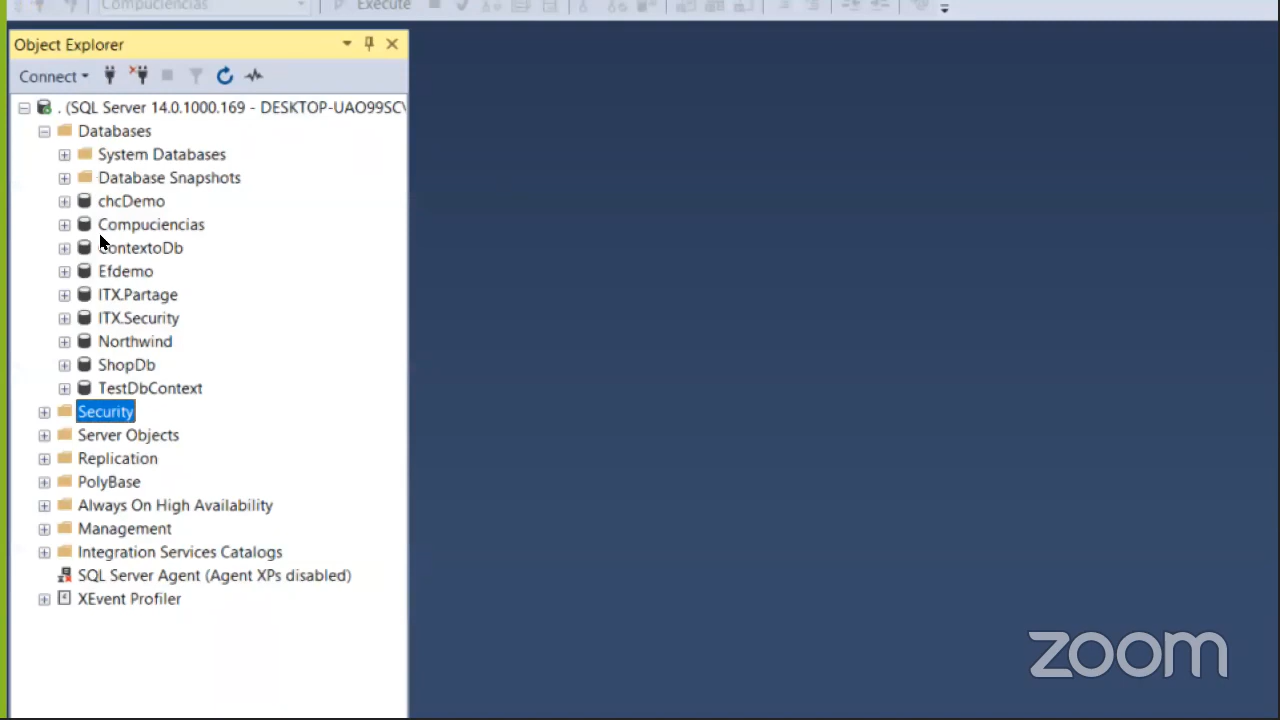 Compuciencias Execute
Object Explorer
Connect
. (SQL Server 14.0.1000.169 - DESKTOP-UAO99SC\
Databases
System Databases
Database Snapshots
chcDemo
Compuciencias
ContextoDb
Efdemo
ITX.Partage
ITX.Security
Northwind
ShopDb
TestDbContext
Security
Server Objects
Replication
PolyBase
Always On High Availability
Management
Integration Services Catalogs
SQL Server Agent (Agent XPs disabled)
XEvent Profiler
zoom